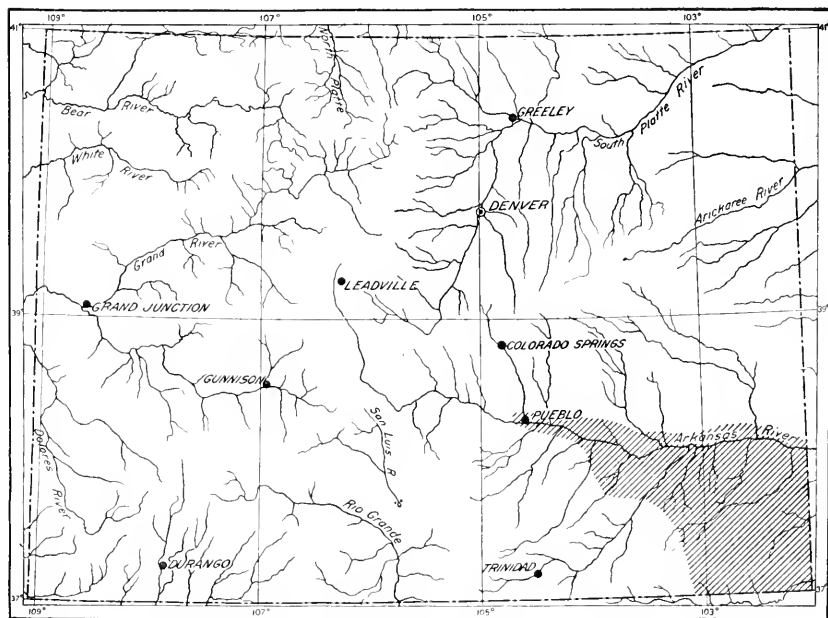 109°
107°
105°
103°
41°
41°
North
Platte
Bear River
GREELEY
South Platte River
White River
Arickaree River
DENVER
Grand River
LEADVILLE
39°
GRAND JUNCTION
39°
COLORADO SPRINGS
GUNNISON
PUEBLO
San Luis R
Arkansas River
Dolores River
Rio Grande
DURANGO
TRINIDAD
37°
37°
109°
107°
105°
103°